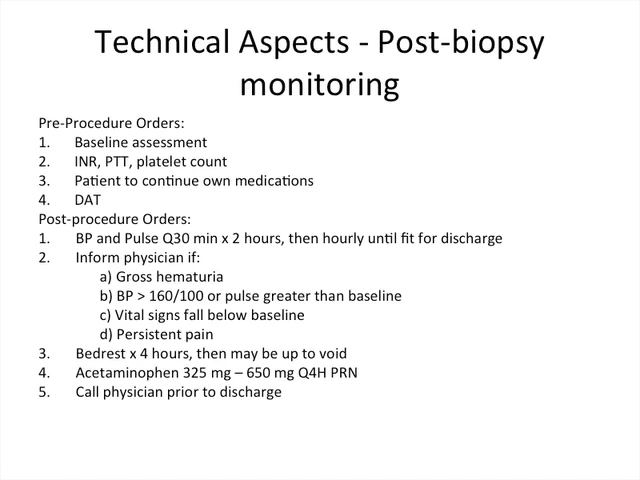 Technical Aspects - Post-biopsy
monitoring
Pre-Procedure Orders:
1. Baseline assessment
2. INR, PTT, platelet count
3. Patient to continue own medications
4. DAT
Post-procedure Orders:
1. BP and Pulse Q30 min x 2 hours, then hourly until fit for discharge
2. Inform physician if:
a) Gross hematuria
b) BP > 160/100 or pulse greater than baseline
c) Vital signs fall below baseline
d) Persistent pain
3. Bedrest x 4 hours, then may be up to void
4. Acetaminophen 325 mg – 650 mg Q4H PRN
5. Call physician prior to discharge